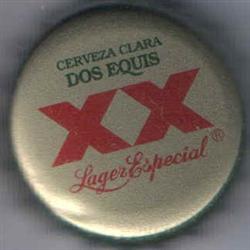 CERVEZA CLARA
DOS EQUIS
XX
Lager Especial ®